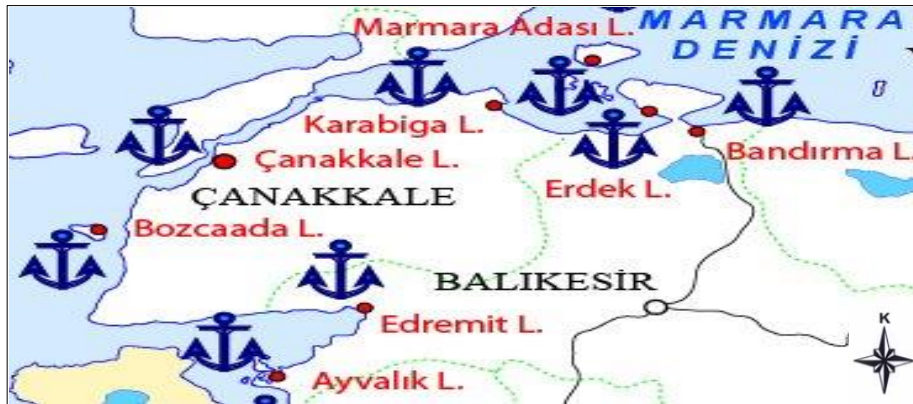 Marmara Adası L.
MARMARA
DENİZİ
Karabiga L.
Çanakkale L.
Bandırma L.
Erdek L.
ÇANAKKALE
Bozcaada L.
BALIKESİR
Edremit L.
Ayvalık L.
K